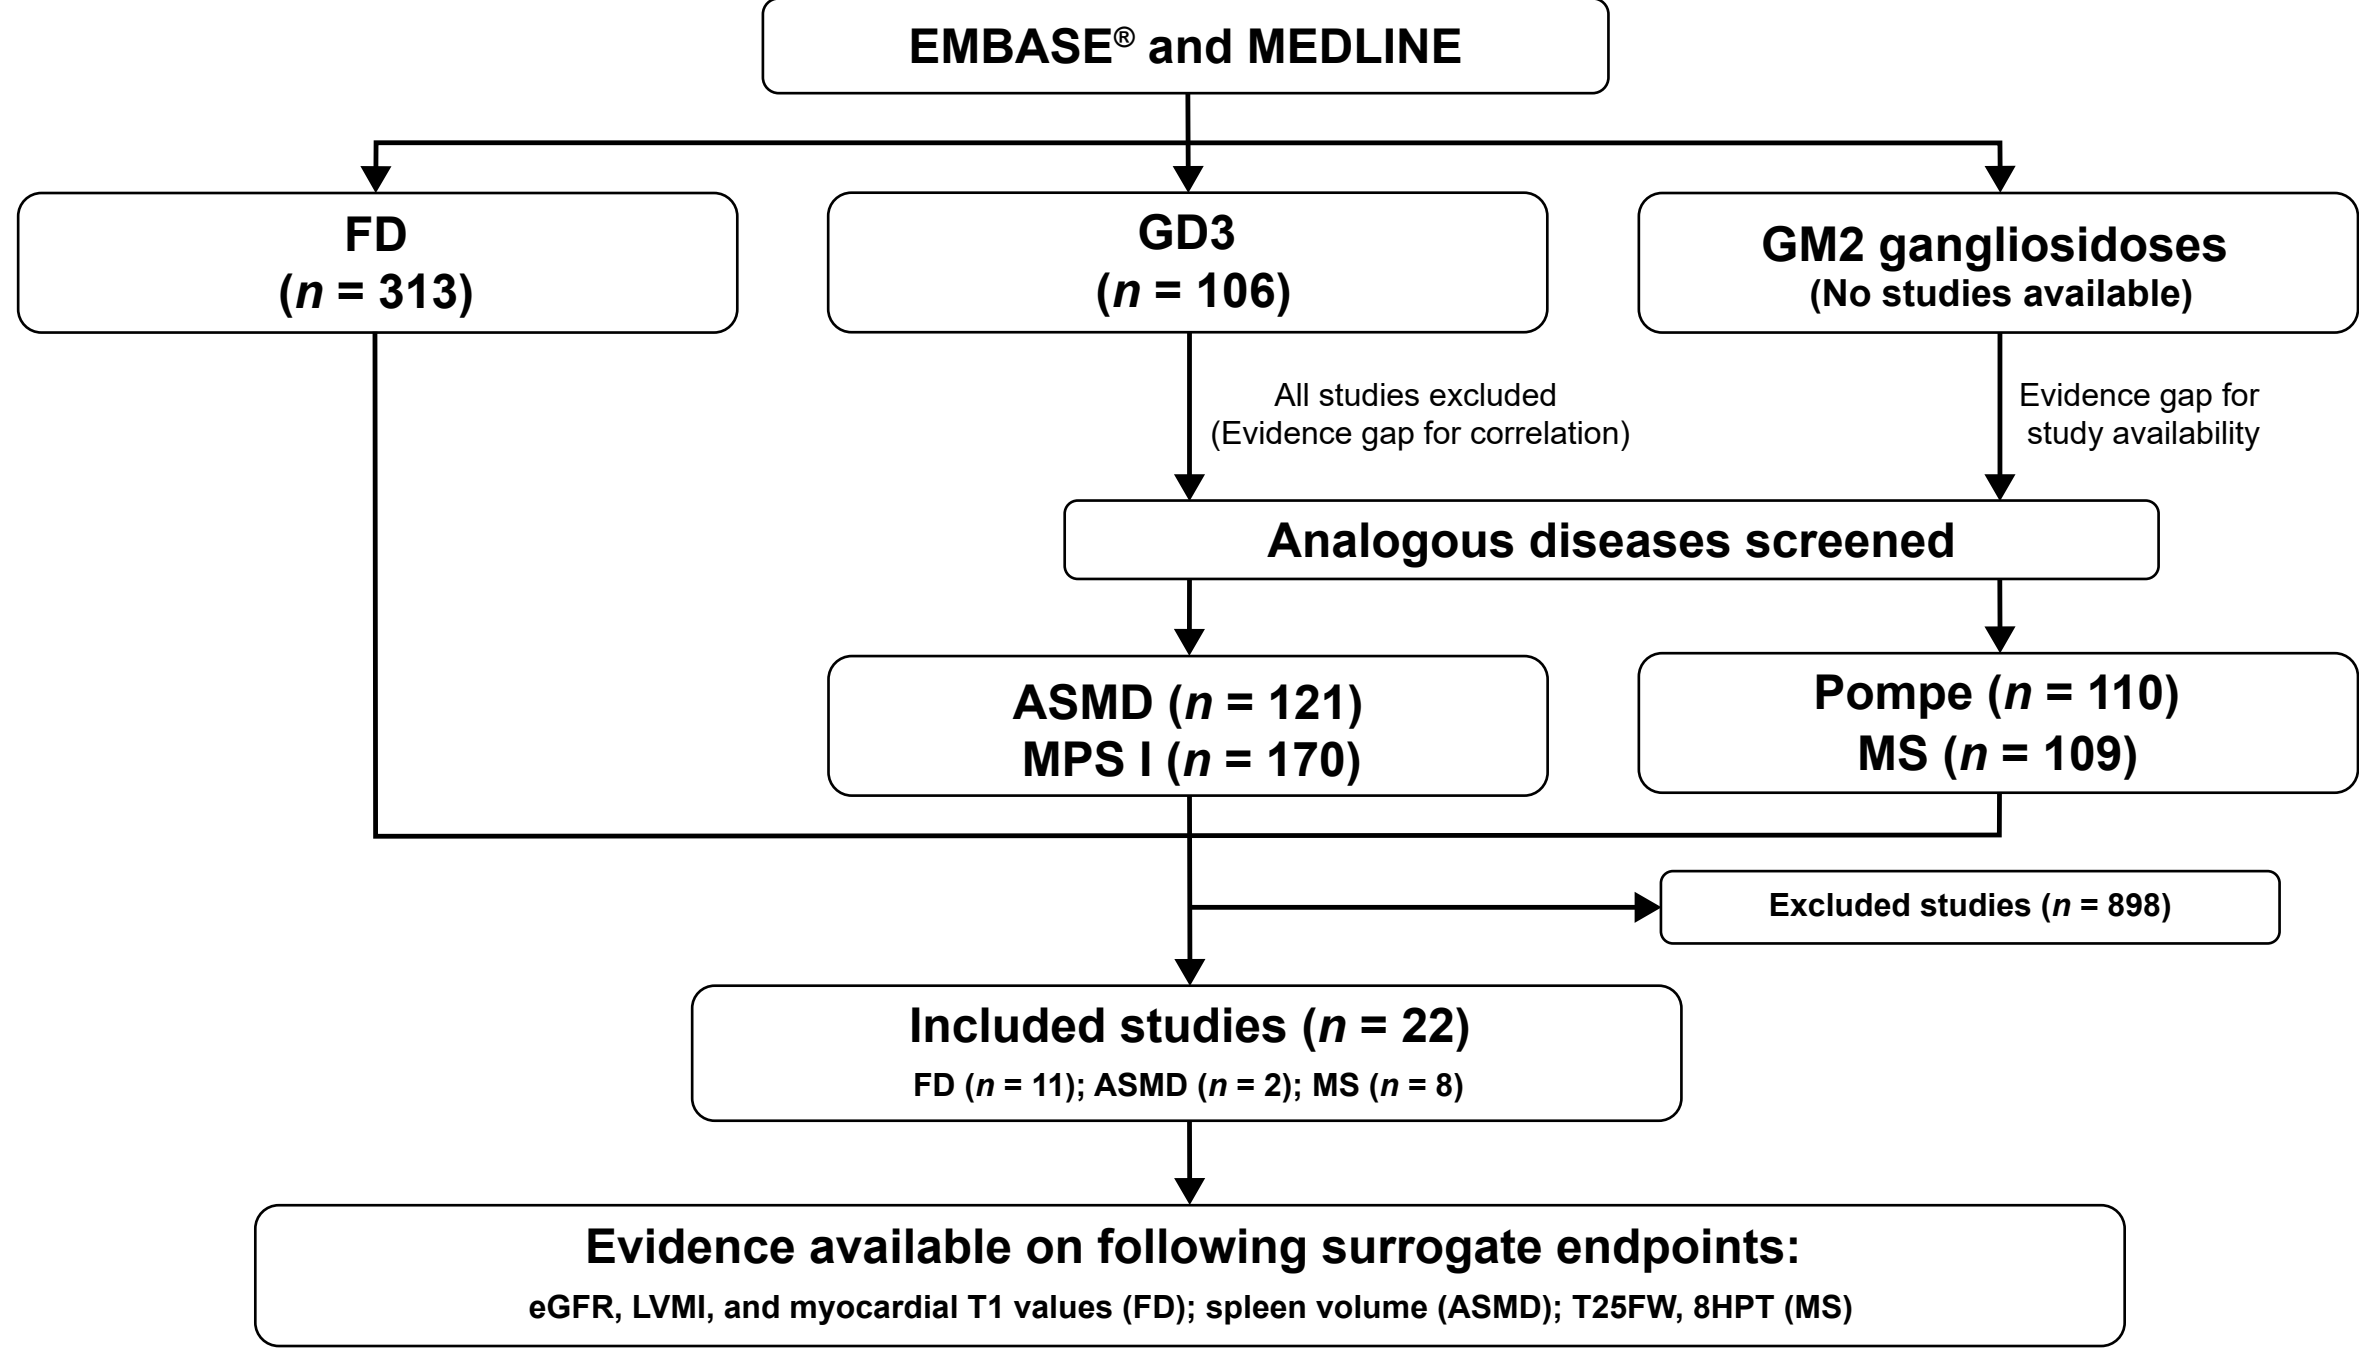 EMBASE® and MEDLINE
FD
(n = 313)
GD3
(n = 106)
GM2 gangliosidoses
(No studies available)
All studies excluded
(Evidence gap for correlation)
Evidence gap for
study availability
Analogous diseases screened
ASMD (n = 121)
MPS I (n = 170)
Pompe (n = 110)
MS (n = 109)
Excluded studies (n = 898)
Included studies (n = 22)
FD (n = 11); ASMD (n = 2); MS (n = 8)
Evidence available on following surrogate endpoints:
eGFR, LVMI, and myocardial T1 values (FD); spleen volume (ASMD); T25FW, 8HPT (MS)